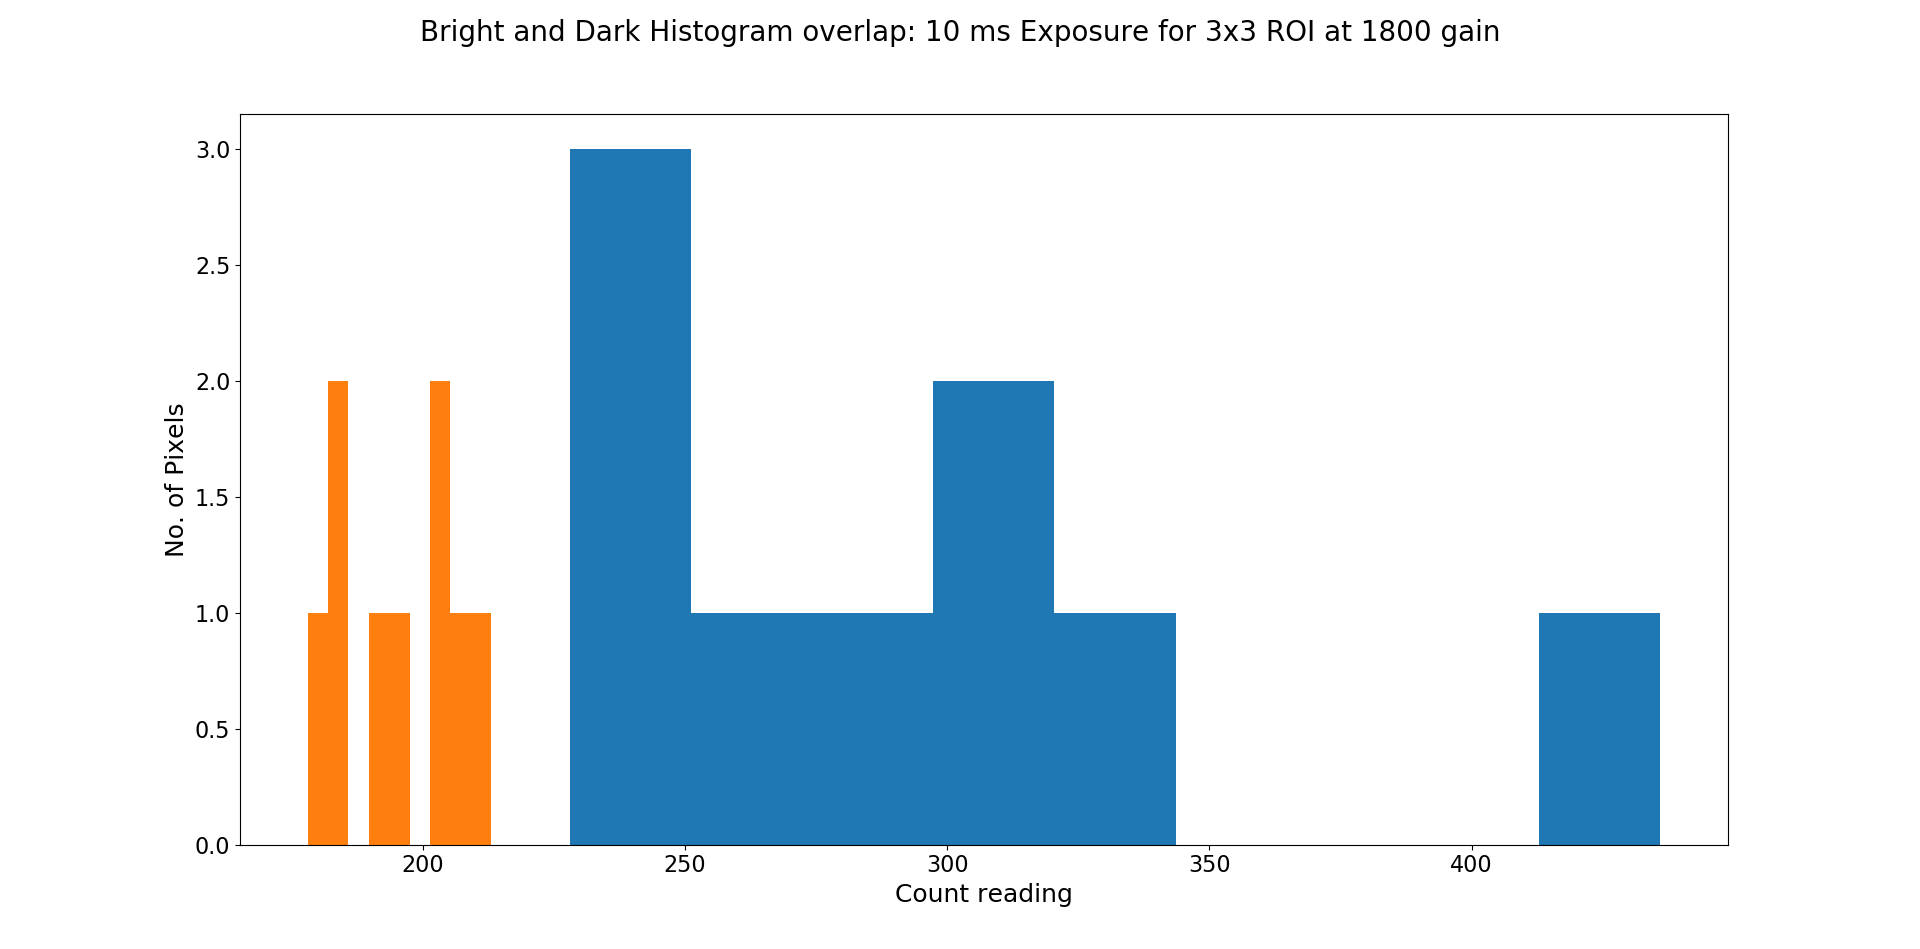 Bright and Dark Histogram overlap: 10 ms Exposure for 3x3 ROI at 1800 gain
3.0
2.5
2.0
1.5
1.0
0.5
0.0
No. of Pixels
200 250 300 350 400
Count reading